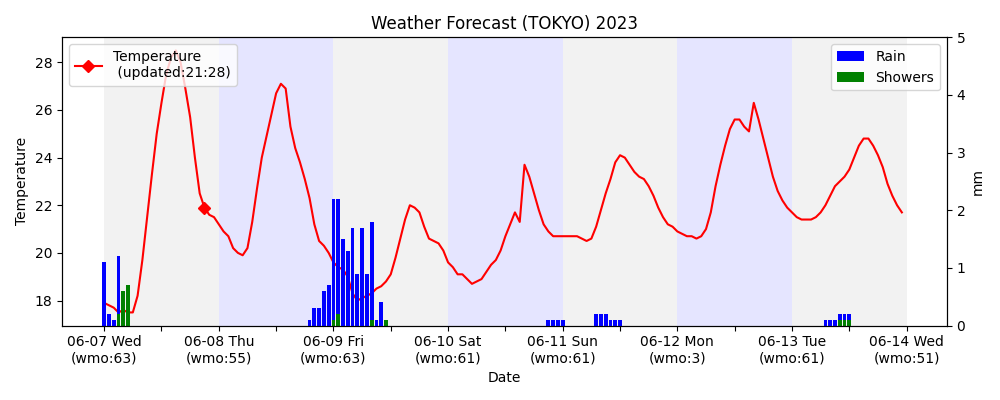 Weather Forecast (TOKYO) 2023
Temperature
(updated:21:28)
Rain
Showers
28
26
24
22
20
18
Temperature
5
4
3
2
1
0
mm
06-07 Wed
(wmo:63)
06-08 Thu
(wmo:55)
06-09 Fri
(wmo:63)
06-10 Sat
(wmo:61)
06-11 Sun
(wmo:61)
06-12 Mon
(wmo:3)
06-13 Tue
(wmo:61)
06-14 Wed
(wmo:51)
Date